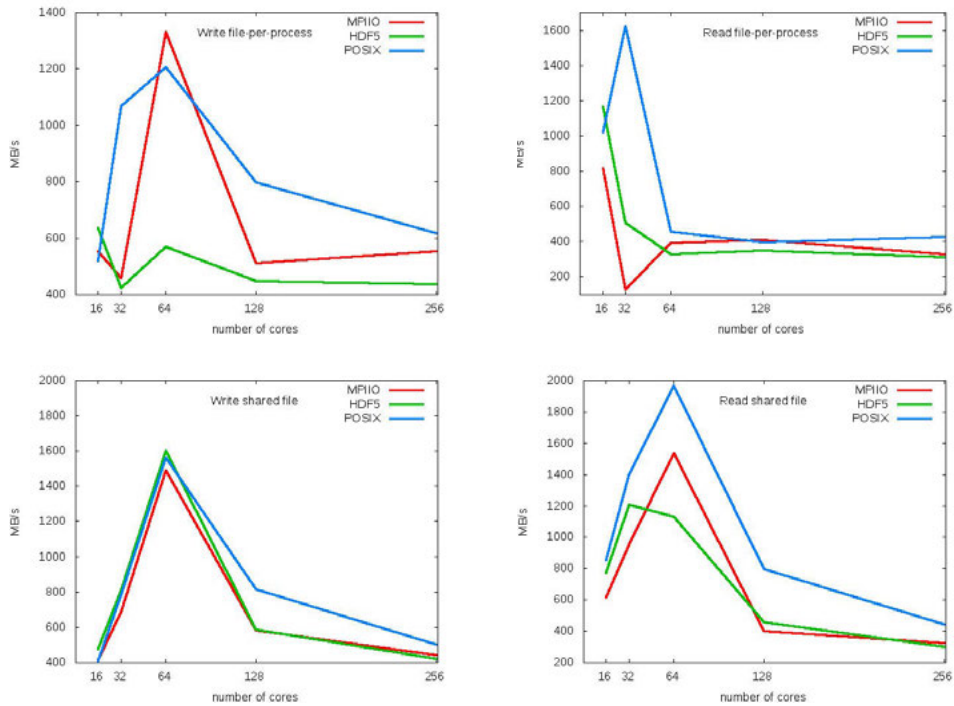 1400
1200
1000
800
600
400
MB/s
Write file-per-process
MPIIO
HDF5
POSIX
16 32 64 128 256
number of cores
1600
1400
1200
1000
800
600
400
200
MB/s
Read file-per-process
MPIIO
HDF5
POSIX
16 32 64 128 256
number of cores
2000
1800
1600
1400
1200
1000
800
600
400
MB/s
Write shared file
MPIIO
HDF5
POSIX
16 32 64 128 256
number of cores
2000
1800
1600
1400
1200
1000
800
600
400
200
MB/s
Read shared file
MPIIO
HDF5
POSIX
16 32 64 128 256
number of cores